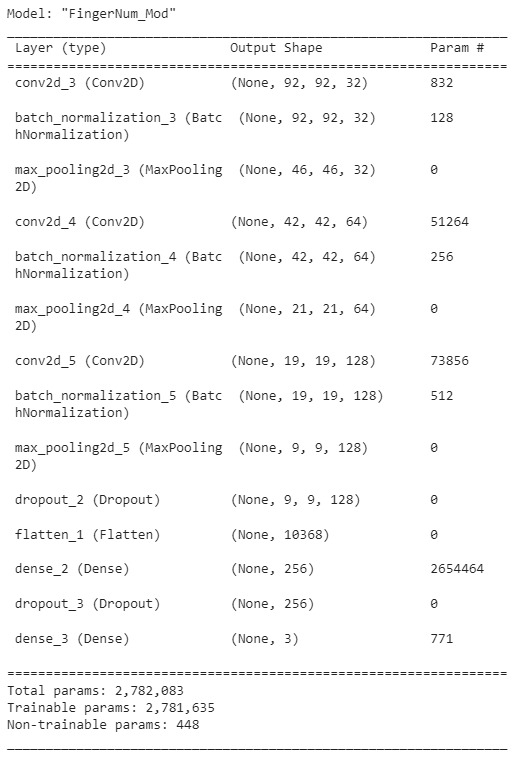 Model: "FingerNum_Mod"
Layer (type) Output Shape Param #
conv2d_3 (Conv2D) (None, 92, 92, 32) 832
batch_normalization_3 (Batc (None, 92, 92, 32) 128
hNormalization)
max_pooling2d_3 (MaxPooling (None, 46, 46, 32) 0
2D)
conv2d_4 (Conv2D) (None, 42, 42, 64) 51264
batch_normalization_4 (Batc (None, 42, 42, 64) 256
hNormalization)
max_pooling2d_4 (MaxPooling (None, 21, 21, 64) 0
2D)
conv2d_5 (Conv2D) (None, 19, 19, 128) 73856
batch_normalization_5 (Batc (None, 19, 19, 128) 512
hNormalization)
max_pooling2d_5 (MaxPooling (None, 9, 9, 128) 0
2D)
dropout_2 (Dropout) (None, 9, 9, 128) 0
flatten_1 (Flatten) (None, 10368) 0
dense_2 (Dense) (None, 256) 2654464
dropout_3 (Dropout) (None, 256) 0
dense_3 (Dense) (None, 3) 771
Total params: 2,782,083
Trainable params: 2,781,635
Non-trainable params: 448